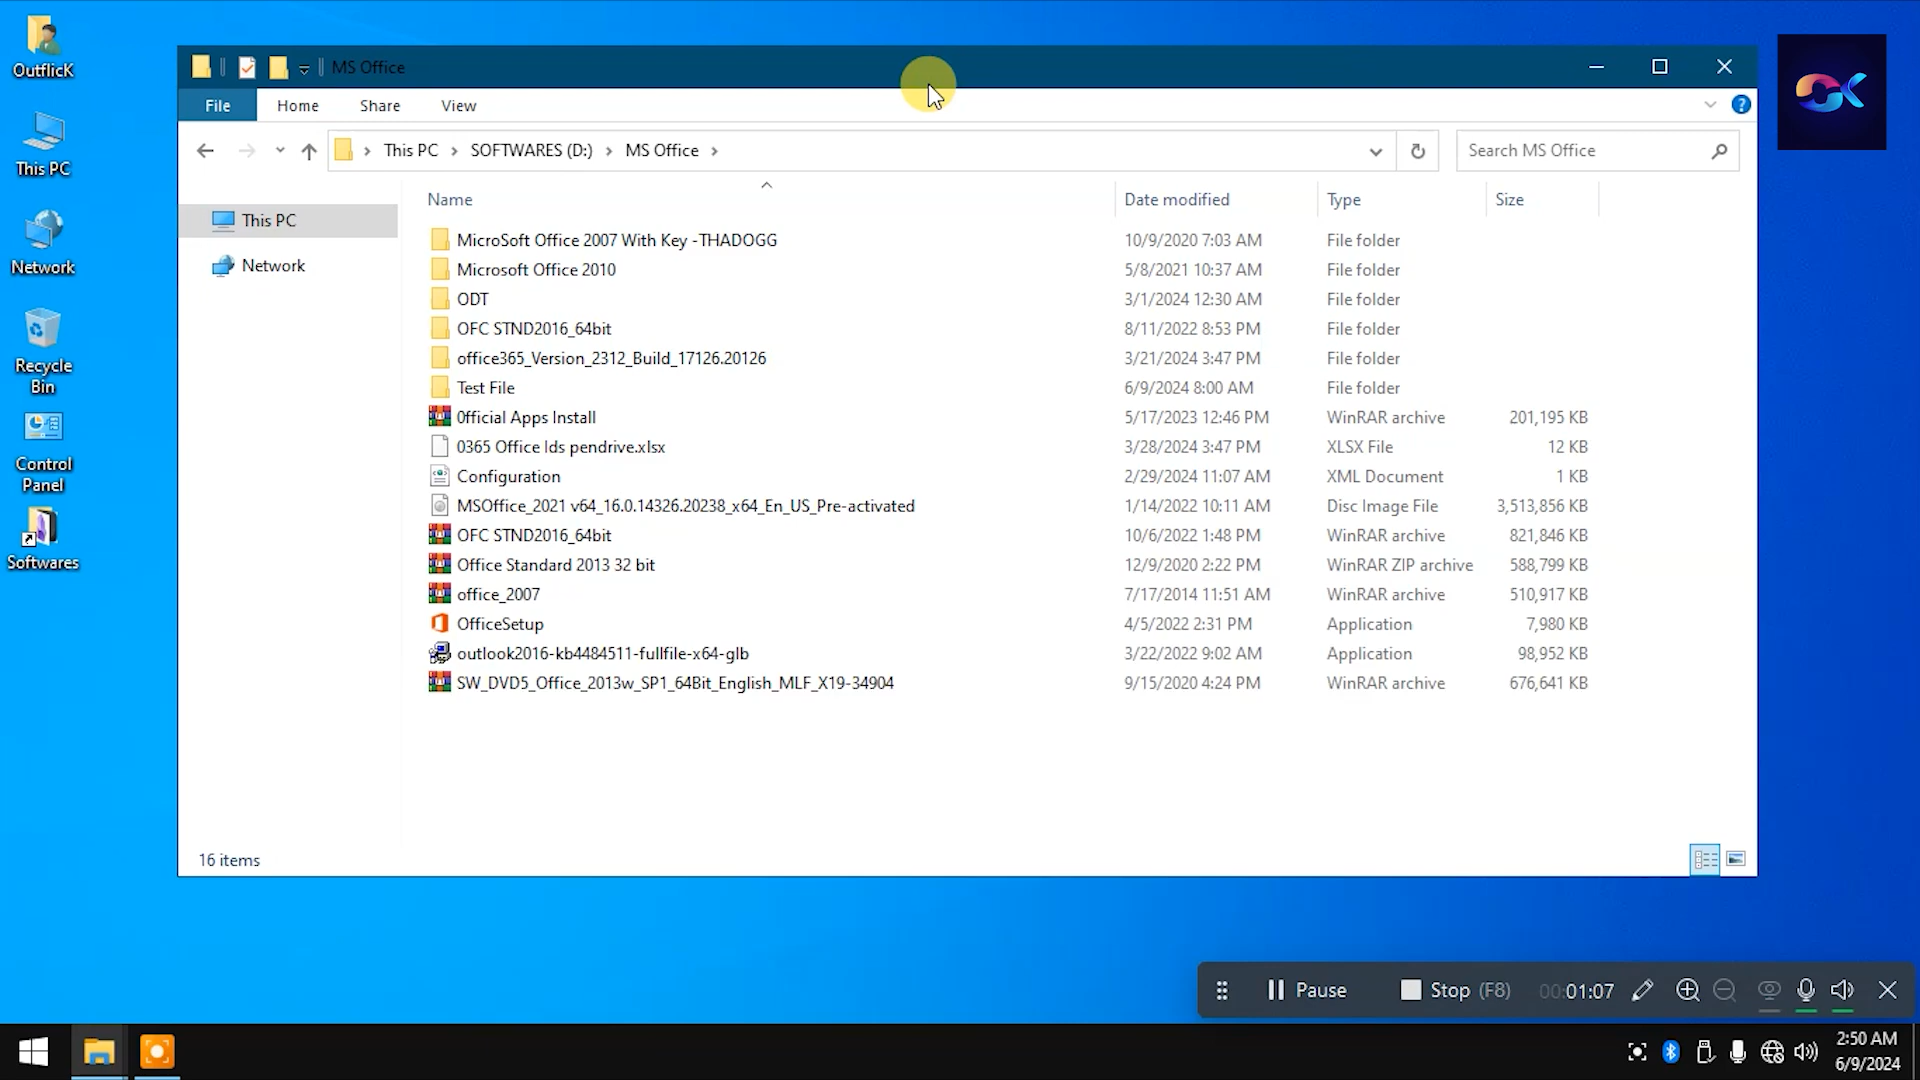 OutflicK
This PC
Network
Recycle
Bin
Control
Panel
Softwares
MS Office
File Home Share View
This PC SOFTWARES (D:) MS Office
Search MS Office
This PC
Network
Name Date modified Type Size
MicroSoft Office 2007 With Key -THADOGG 10/9/2020 7:03 AM File folder
Microsoft Office 2010 5/8/2021 10:37 AM File folder
ODT 3/1/2024 12:30 AM File folder
OFC STND2016_64bit 8/11/2022 8:53 PM File folder
office365_Version_2312_Build_17126.20126 3/21/2024 3:47 PM File folder
Test File 6/9/2024 8:00 AM File folder
0fficial Apps Install 5/17/2023 12:46 PM WinRAR archive 201,195 KB
0365 Office Ids pendrive.xlsx 3/28/2024 3:47 PM XLSX File 12 KB
Configuration 2/29/2024 11:07 AM XML Document 1 KB
MSOffice_2021 v64_16.0.14326.20238_x64_En_US_Pre-activated 1/14/2022 10:11 AM Disc Image File 3,513,856 KB
OFC STND2016_64bit 10/6/2022 1:48 PM WinRAR archive 821,846 KB
Office Standard 2013 32 bit 12/9/2020 2:22 PM WinRAR ZIP archive 588,799 KB
office_2007 7/17/2014 11:51 AM WinRAR archive 510,917 KB
OfficeSetup 4/5/2022 2:31 PM Application 7,980 KB
outlook2016-kb4484511-fullfile-x64-glb 3/22/2022 9:02 AM Application 98,952 KB
SW_DVD5_Office_2013w_SP1_64Bit_English_MLF_X19-34904 9/15/2020 4:24 PM WinRAR archive 676,641 KB
16 items
Pause Stop (F8) 00:01:07
2:50 AM
6/9/2024